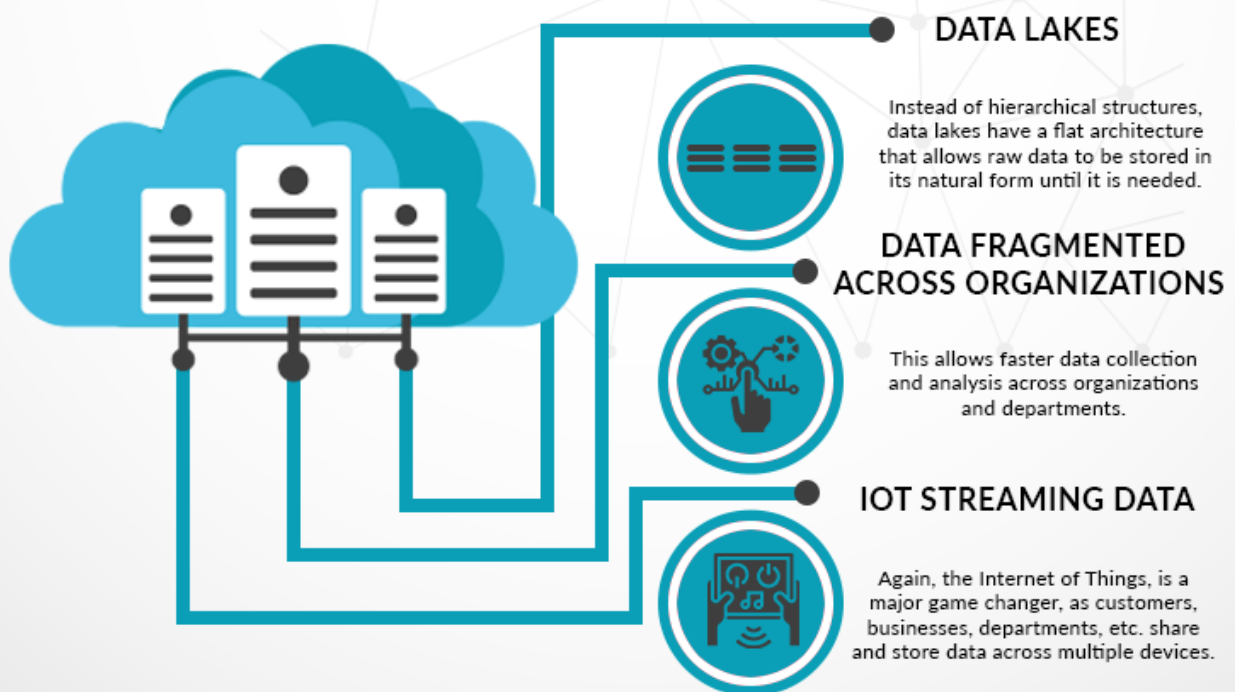 DATA LAKES
Instead of hierarchical structures,
data lakes have a flat architecture
that allows raw data to be stored in
its natural form until it is needed.
DATA FRAGMENTED
ACROSS ORGANIZATIONS
This allows faster data collection
and analysis across organizations
and departments.
IOT STREAMING DATA
Again, the Internet of Things, is a
major game changer, as customers,
businesses, departments, etc. share
and store data across multiple devices.